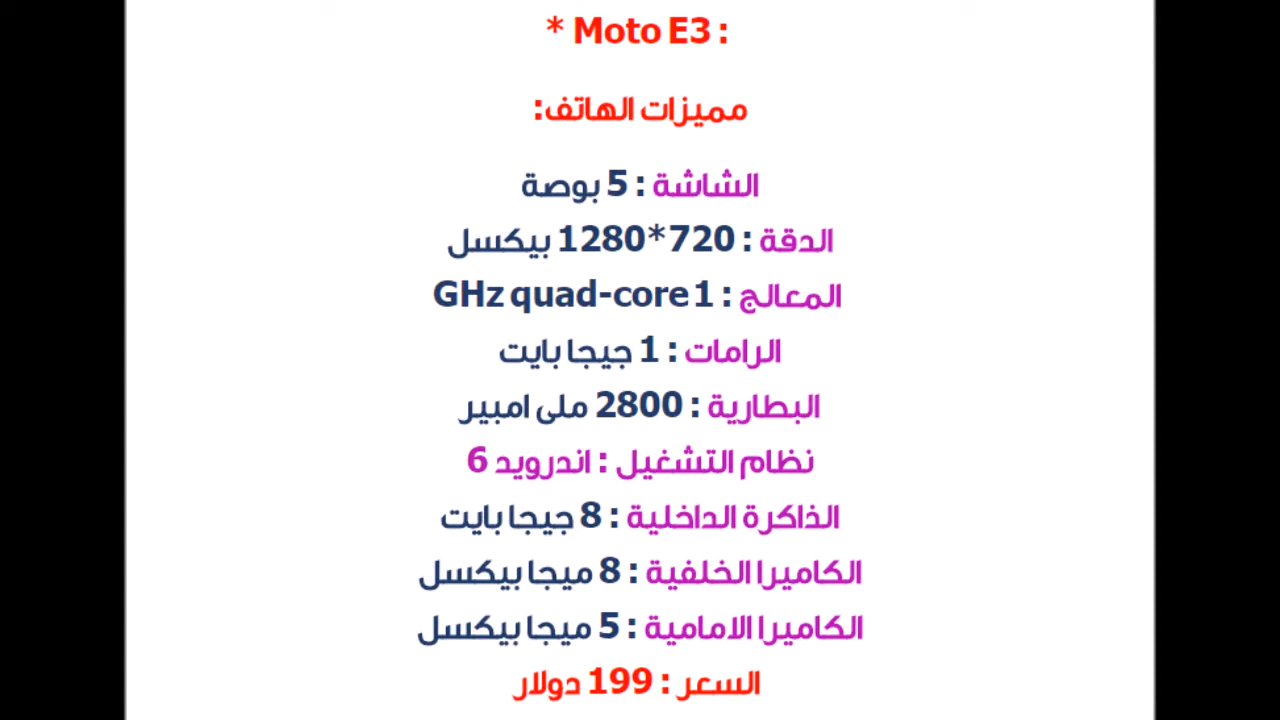 * Moto E3 :
مميزات الهاتف:
الشاشة : 5 بوصة
الدقة : 720*1280 بيكسل
المعالج : 1 GHz quad-core
الرامات : 1 جيجا بايت
البطارية : 2800 ملى امبير
نظام التشغيل : اندرويد 6
الذاكرة الداخلية : 8 جيجا بايت
الكاميرا الخلفية : 8 ميجا بيكسل
الكاميرا الامامية : 5 ميجا بيكسل
السعر : 199 دولار